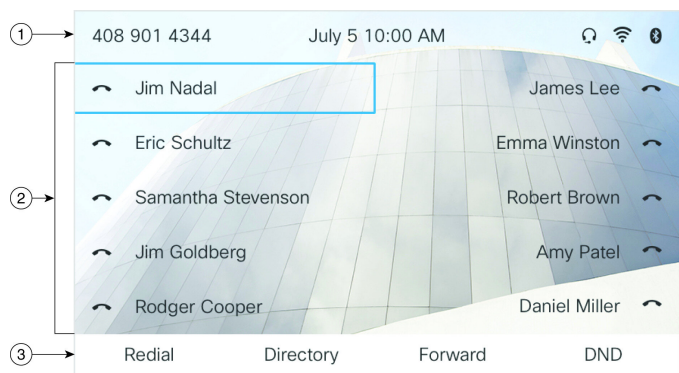 1 408 901 4344 July 5 10:00 AM
Jim Nadal James Lee
Eric Schultz Emma Winston
2 Samantha Stevenson Robert Brown
Jim Goldberg Amy Patel
Rodger Cooper Daniel Miller
3 Redial Directory Forward DND